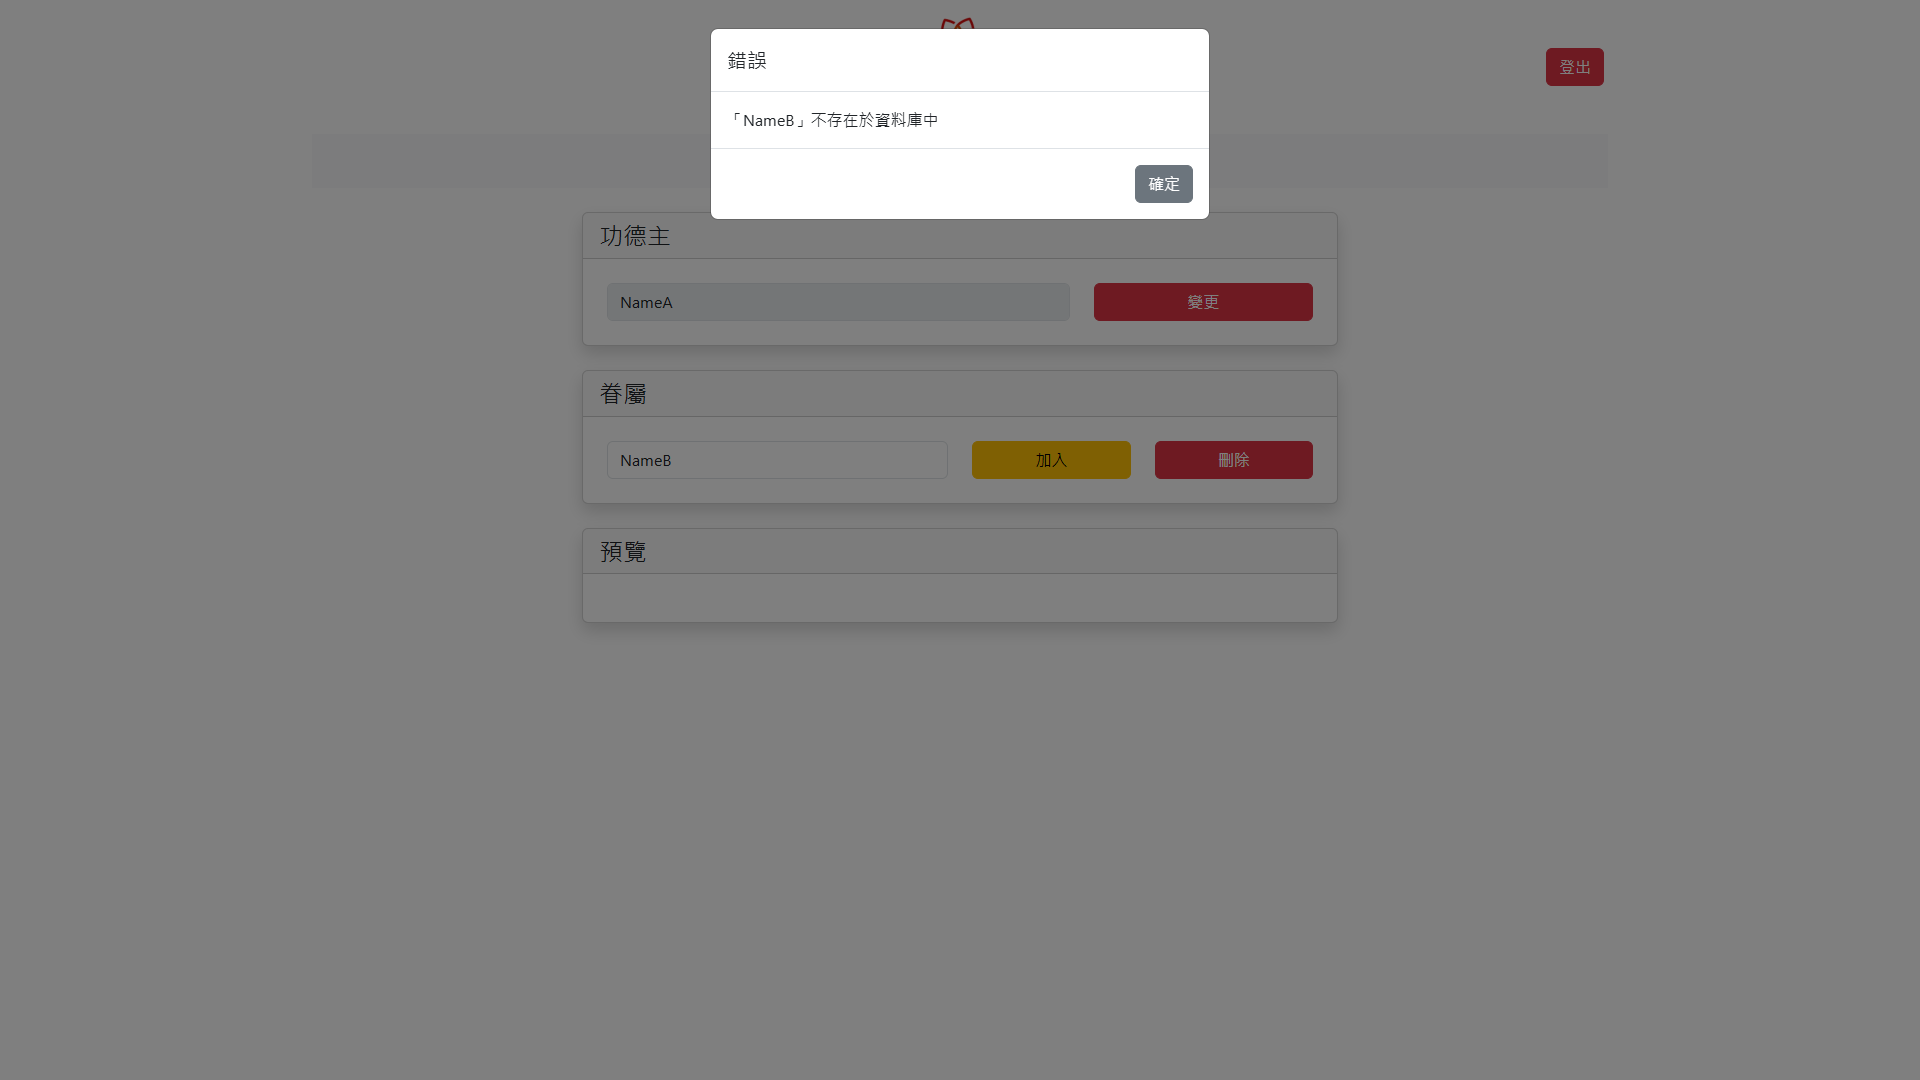 錯誤
「NameB」不存在於資料庫中
確定
登出
功德主
NameA
變更
眷屬
NameB
加入
刪除
預覽